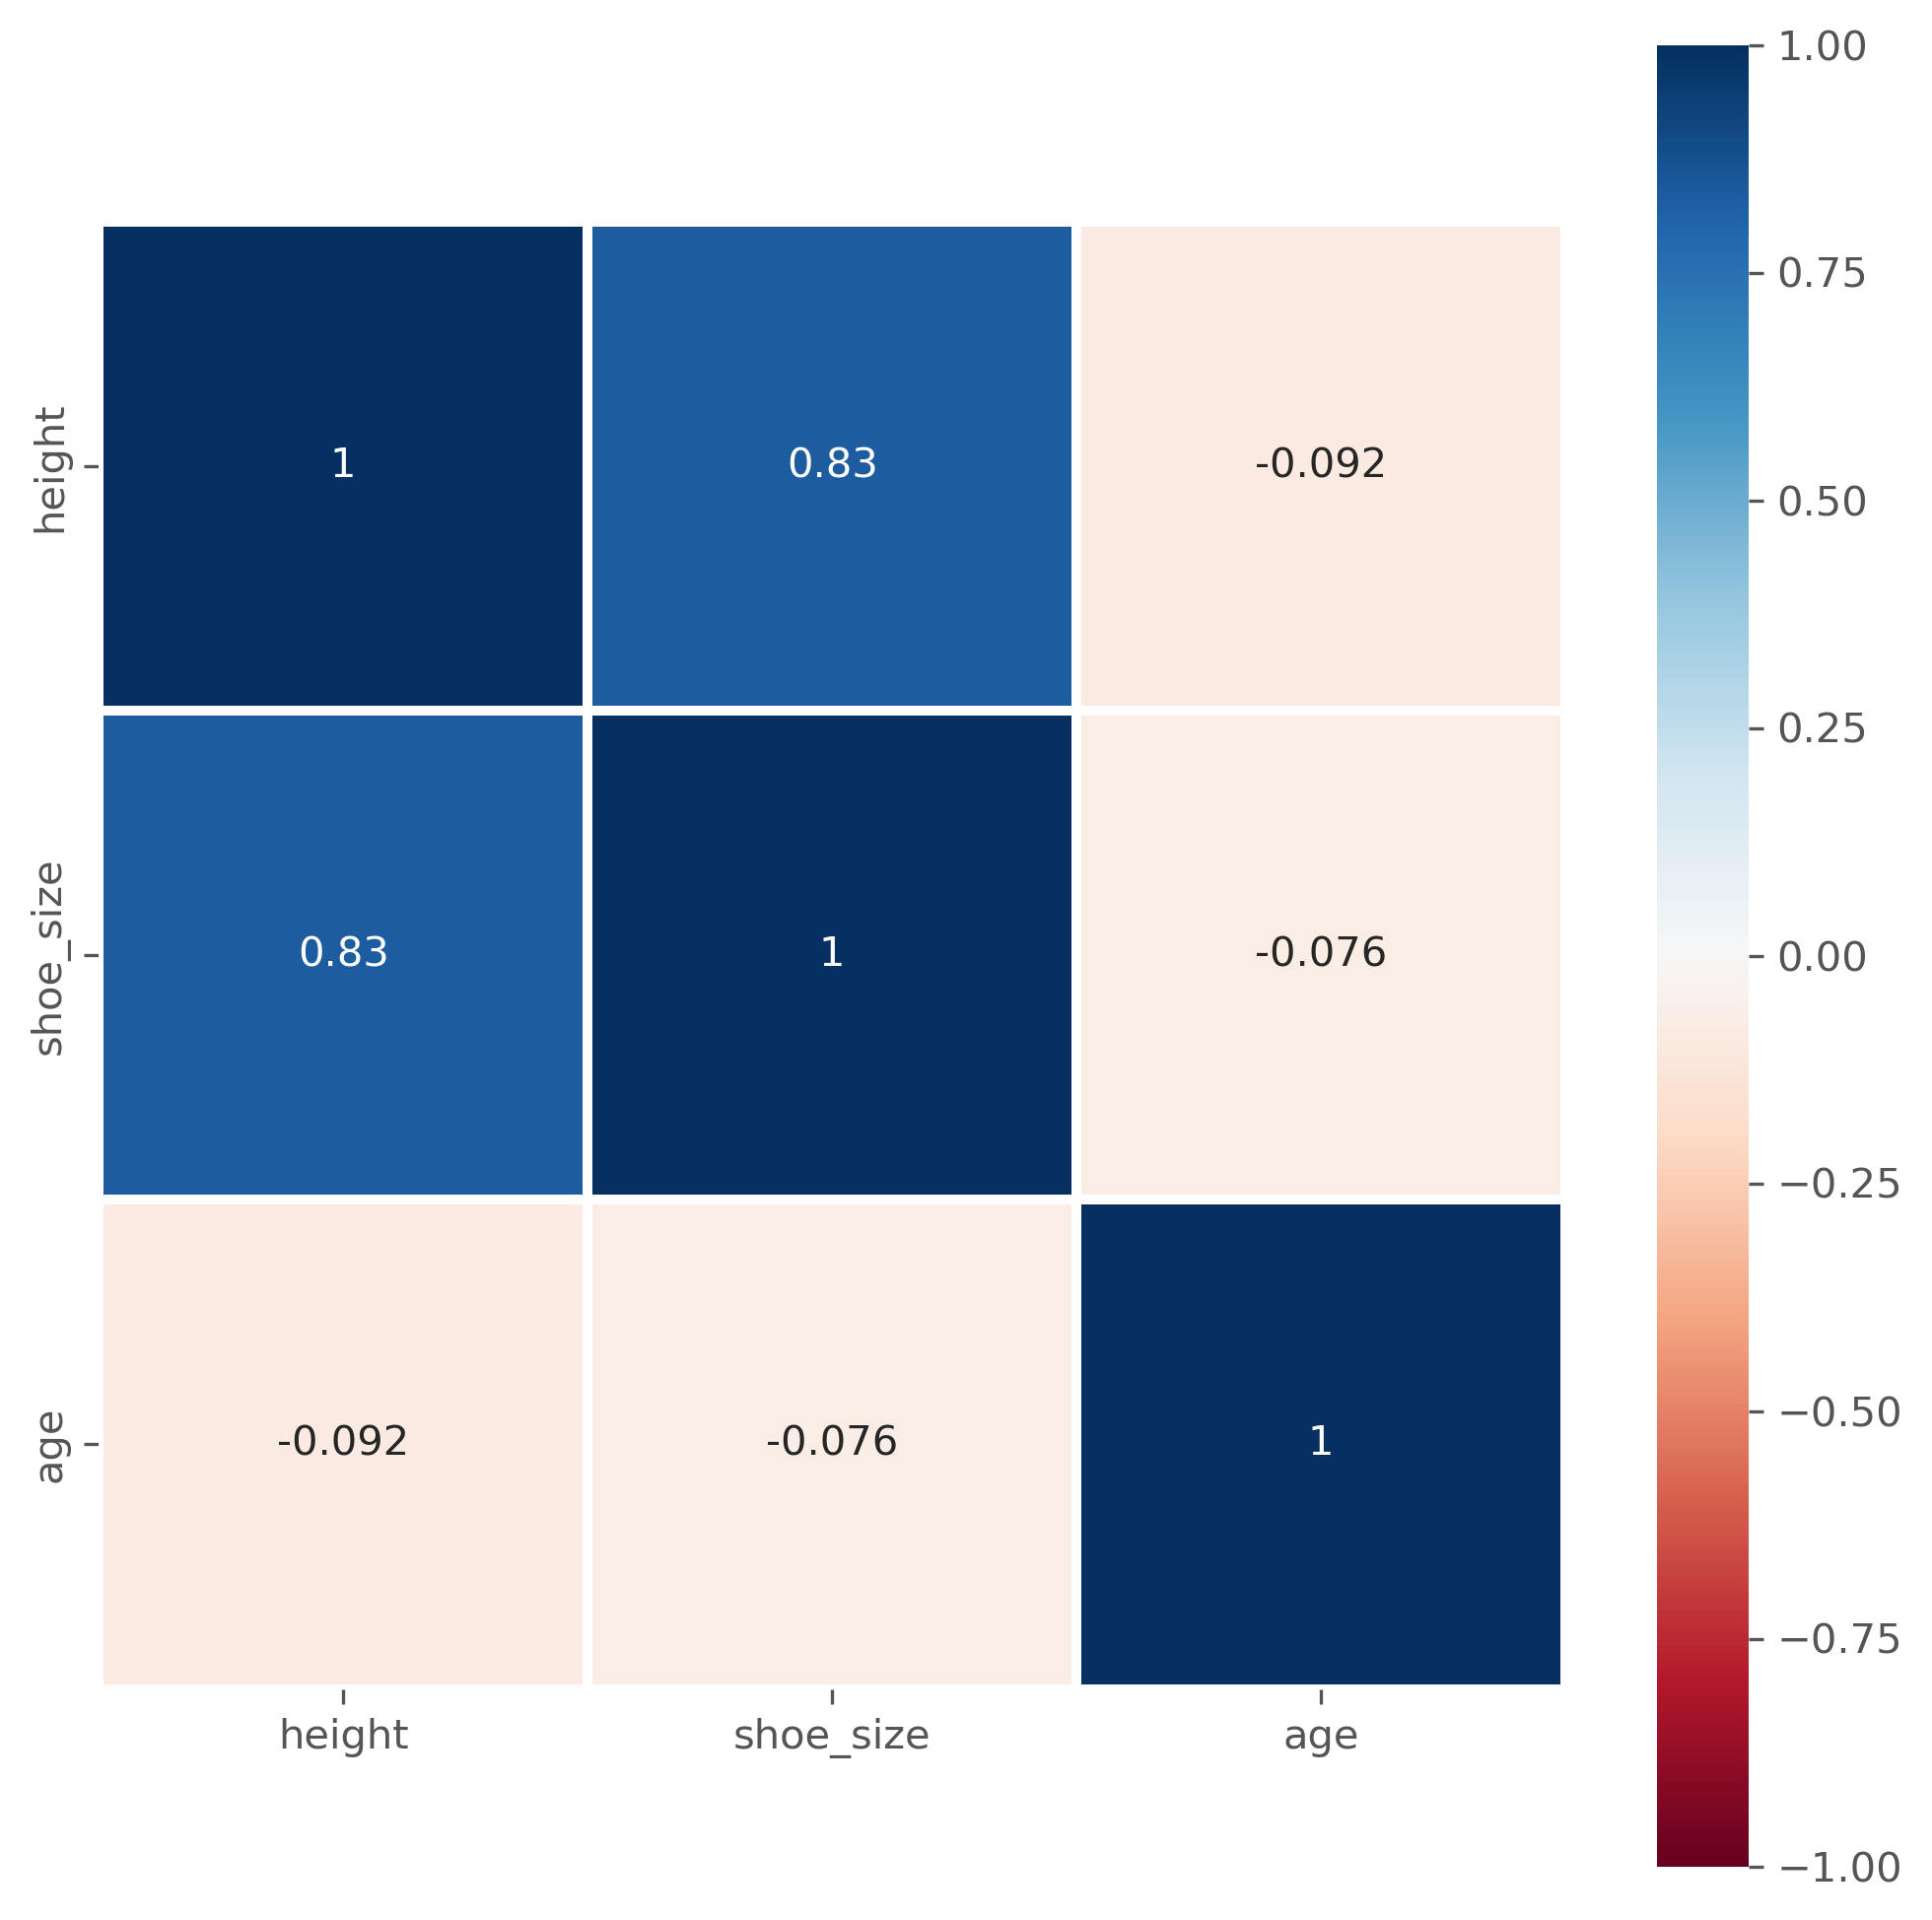 1.00
0.75
0.50
0.25
0.00
−0.25
−0.50
−0.75
−1.00
height
1 0.83 -0.092
shoe_size
0.83 1 -0.076
age
-0.092 -0.076 1
height shoe_size age